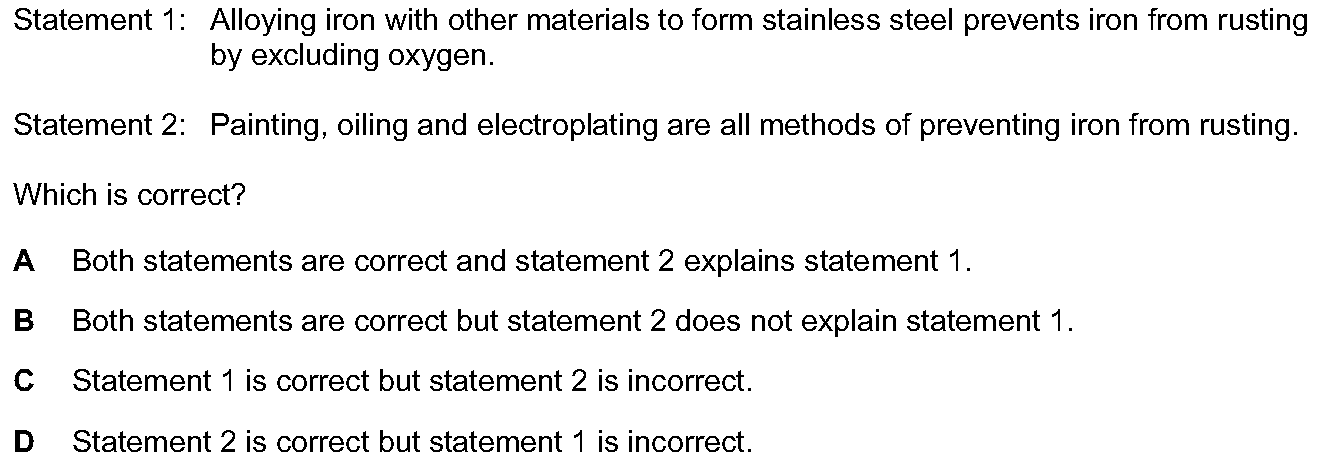 Statement 1: Alloying iron with other materials to form stainless steel prevents iron from rusting
by excluding oxygen.
Statement 2: Painting, oiling and electroplating are all methods of preventing iron from rusting.
Which is correct?
A Both statements are correct and statement 2 explains statement 1.
B Both statements are correct but statement 2 does not explain statement 1.
C Statement 1 is correct but statement 2 is incorrect.
D Statement 2 is correct but statement 1 is incorrect.